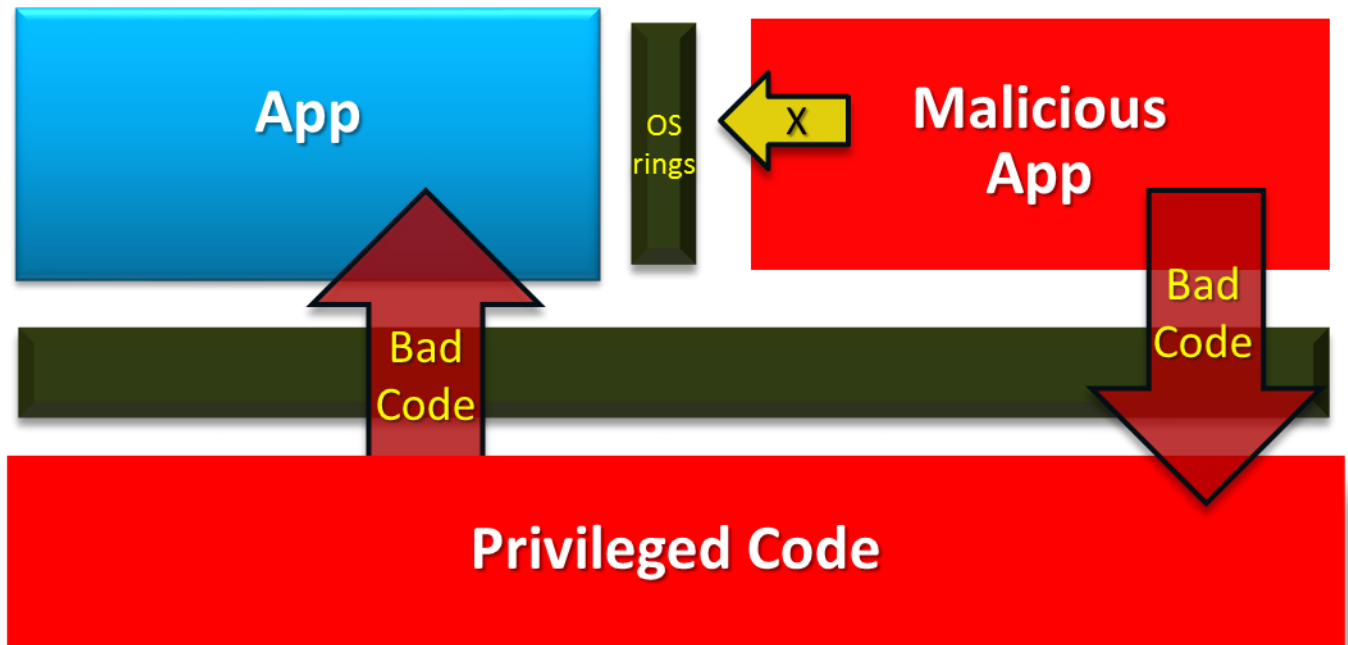 App
OS
rings
X
Malicious
App
Bad
Code
Bad
Code
Privileged Code